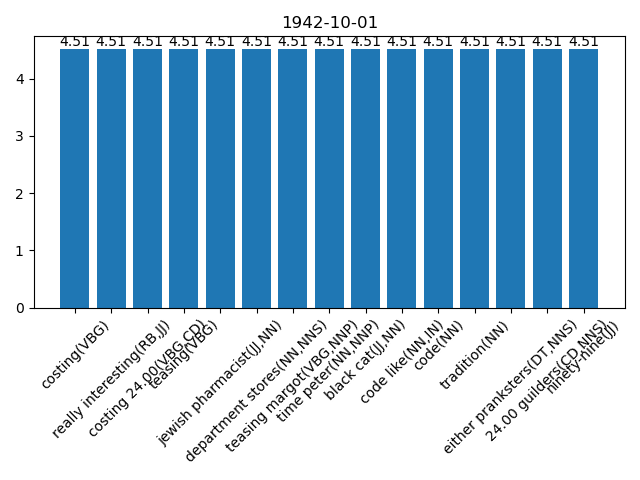 1942-10-01
4.51 4.51 4.51 4.51 4.51 4.51 4.51 4.51 4.51 4.51 4.51 4.51 4.51 4.51 4.51
4
3
2
1
0
costing(VBG)
really interesting(RB,JJ)
costing 24.00(VBG,CD)
teasing(VBG)
jewish pharmacist(JJ,NN)
department stores(NN,NNS)
teasing margot(VBG,NNP)
time peter(NN,NNP)
black cat(JJ,NN)
code like(NN,IN)
code(NN)
tradition(NN)
either pranksters(DT,NNS)
24.00 guilders(CD,NNS)
ninety-nine(JJ)